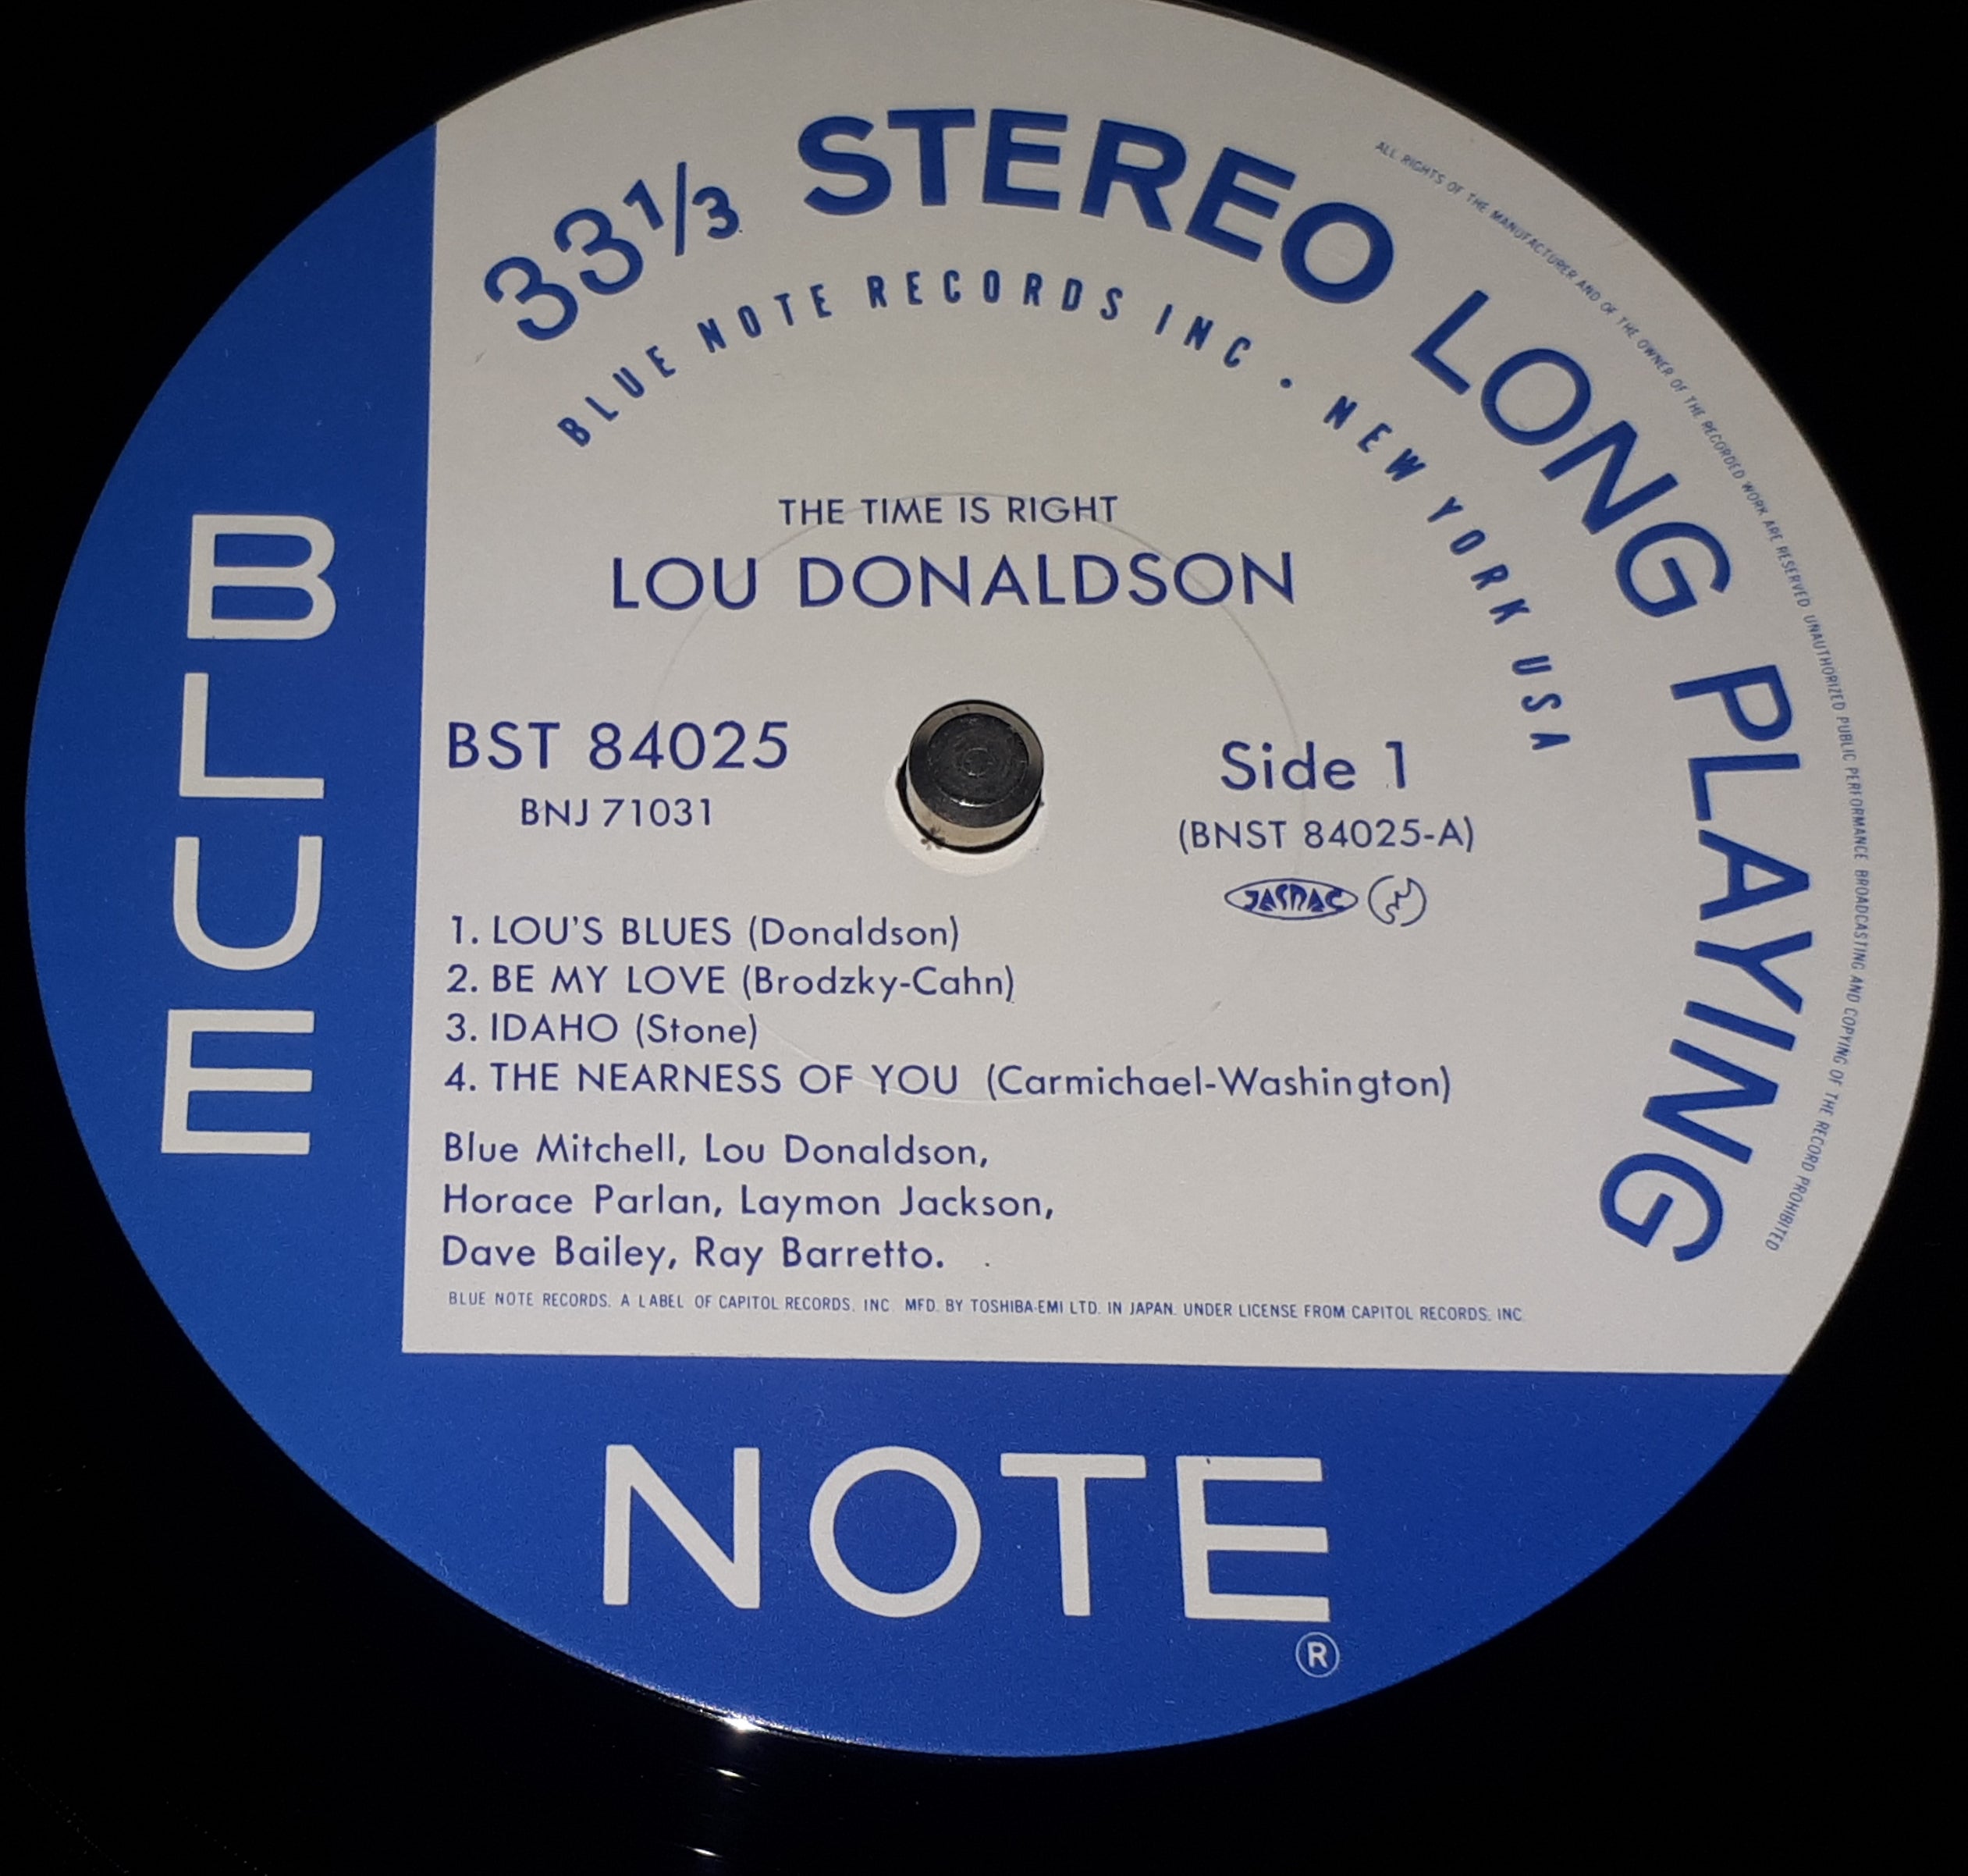 33⅓ STEREO LONG PLAYING
BLUE NOTE RECORDS INC • NEW YORK USA
ALL RIGHTS OF THE MANUFACTURER AND OF THE OWNER OF THE RECORDED WORK ARE RESERVED UNAUTHORIZED PUBLIC PERFORMANCE BROADCASTING AND COPYING OF THE RECORD PROHIBITED
THE TIME IS RIGHT
LOU DONALDSON
BST 84025
BNJ 71031
Side 1
(BNST 84025-A)
JASRAC
1. LOU'S BLUES (Donaldson)
2. BE MY LOVE (Brodzky-Cahn)
3. IDAHO (Stone)
4. THE NEARNESS OF YOU (Carmichael-Washington)
Blue Mitchell, Lou Donaldson,
Horace Parlan, Laymon Jackson,
Dave Bailey, Ray Barretto.
BLUE NOTE RECORDS. A LABEL OF CAPITOL RECORDS, INC. MFD. BY TOSHIBA-EMI LTD. IN JAPAN. UNDER LICENSE FROM CAPITOL RECORDS, INC.
BLUE
NOTE
®